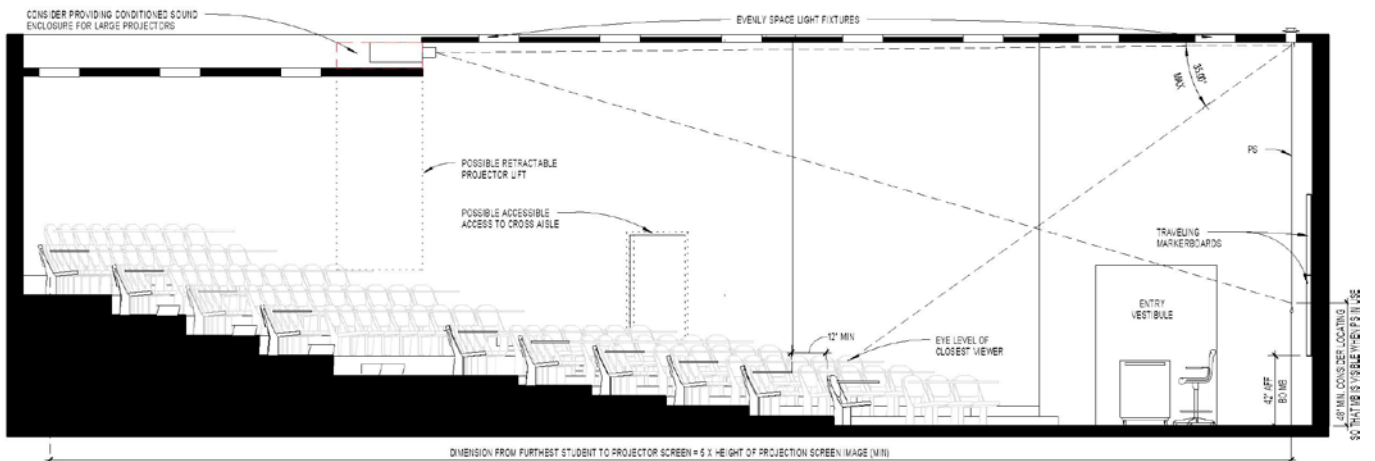 CONSIDER PROVIDING CONDITIONED SOUND
ENCLOSURE FOR LARGE PROJECTORS
EVENLY SPACE LIGHT FIXTURES
35.00°
MAX
POSSIBLE RETRACTABLE
PROJECTOR LIFT
PS
POSSIBLE ACCESSIBLE
ACCESS TO CROSS AISLE
TRAVELING
MARKERBOARDS
ENTRY
VESTIBULE
12" MIN
EYE LEVEL OF
CLOSEST VIEWER
42" AFF
BO MB
48" MIN. CONSIDER LOCATING
SO THAT MB IS VISIBLE WHEN PS IN USE
DIMENSION FROM FURTHEST STUDENT TO PROJECTOR SCREEN = 5 X HEIGHT OF PROJECTION SCREEN IMAGE (MIN)